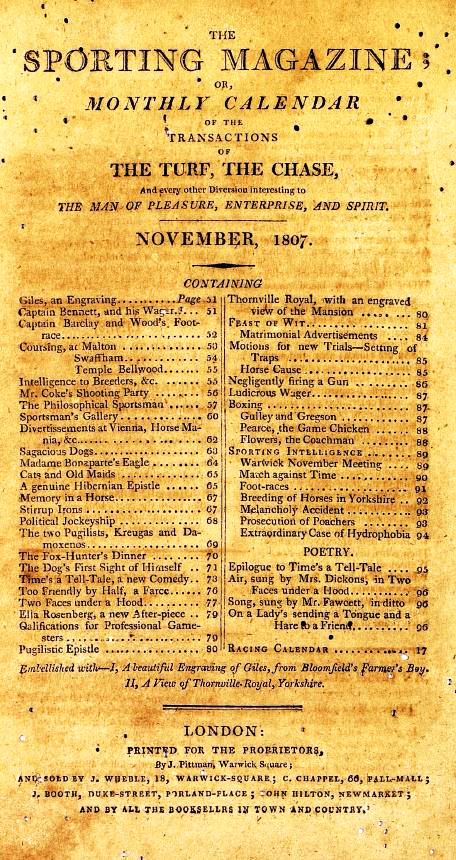 THE
SPORTING MAGAZINE;
OR,
MONTHLY CALENDAR
OF THE
TRANSACTIONS
OF
THE TURF, THE CHASE,
And every other Diversion interesting to
THE MAN OF PLEASURE, ENTERPRISE, AND SPIRIT.
NOVEMBER, 1807.
CONTAINING
Giles, an Engraving..........Page 51
Captain Bennett, and his Wager.... 51
Captain Barclay and Wood's Foot-
race........................ 52
Coursing, at Malton ............ 53
Swaffham............ 54
Temple Bellwood...... 55
Intelligence to Breeders, &c. ...... 55
Mr. Coke's Shooting Party ........ 56
The Philosophical Sportsman ...... 57
Sportsman's Gallery.............. 60
Divertissements at Vienna, Horse Ma-
nia, &c....................... 62
Sagacious Dogs................. 63
Madame Bonaparte's Eagle ...... 64
Cats and Old Maids ............ 65
A genuine Hibernian Epistle ...... 65
Memory in a Horse.............. 67
Stirrup Irons .................. 67
Political Jockeyship ............ 68
The two Pugilists, Kreugas and Da-
moxenos...................... 69
The Fox-Hunter's Dinner ........ 70
The Dog's First Sight of Himself .. 71
Time's a Tell-Tale, a new Comedy.. 73
Too Friendly by Half, a Farce...... 76
Two Faces under a Hood.......... 77
Ella Rosenberg, a new After-piece .. 79
Qalifications for Professional Game-
sters ........................ 79
Pugilistic Epistle ................ 80
Thornville Royal, with an engraved
view of the Mansion ........ 80
FEAST OF WIT.................. 81
Matrimonial Advertisements .... 84
Motions for new Trials—Setting of
Traps ...................... 85
Horse Cause .................. 85
Negligently firing a Gun .......... 86
Ludicrous Wager................ 87
Boxing ........................ 87
Gulley and Gregson ............ 87
Pearce, the Game Chicken ...... 88
Flowers, the Coachman ........ 88
SPORTING INTELLIGENCE ........ 89
Warwick November Meeting .... 89
Match against Time ............ 90
Foot-races .................... 91
Breeding of Horses in Yorkshire .. 92
Melancholy Accident .......... 93
Prosecution of Poachers ........ 93
Extraordinary Case of Hydrophobia 94
POETRY.
Epilogue to Time's a Tell-Tale .... 95
Air, sung by Mrs. Dickons, in Two
Faces under a Hood............ 96
Song, sung by Mr. Fawcett, in ditto 96
On a Lady's sending a Tongue and a
Hare to a Friend.............. 96
RACING CALENDAR ............ 17
Embellished with—I, A beautiful Engraving of Giles, from Bloomfield's Farmer's Boy.
II, A View of Thornville-Royal, Yorkshire.
LONDON:
PRINTED FOR THE PROPRIETORS,
By J. Pittman, Warwick Square;
AND SOLD BY J. WHEBLE, 18, WARWICK-SQUARE; C. CHAPPEL, 66, PALL-MALL;
J. BOOTH, DUKE-STREET, PORLAND-PLACE; JOHN HILTON, NEWMARKET;
AND BY ALL THE BOOKSELLRS IN TOWN AND COUNTRY.